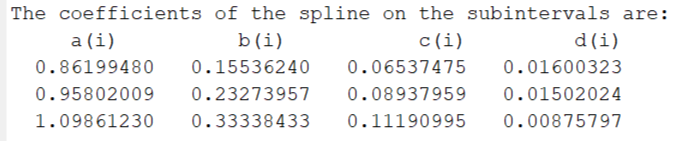 The coefficients of the spline on the subintervals are:
a(i) b(i) c(i) d(i)
0.86199480 0.15536240 0.06537475 0.01600323
0.95802009 0.23273957 0.08937959 0.01502024
1.09861230 0.33338433 0.11190995 0.00875797